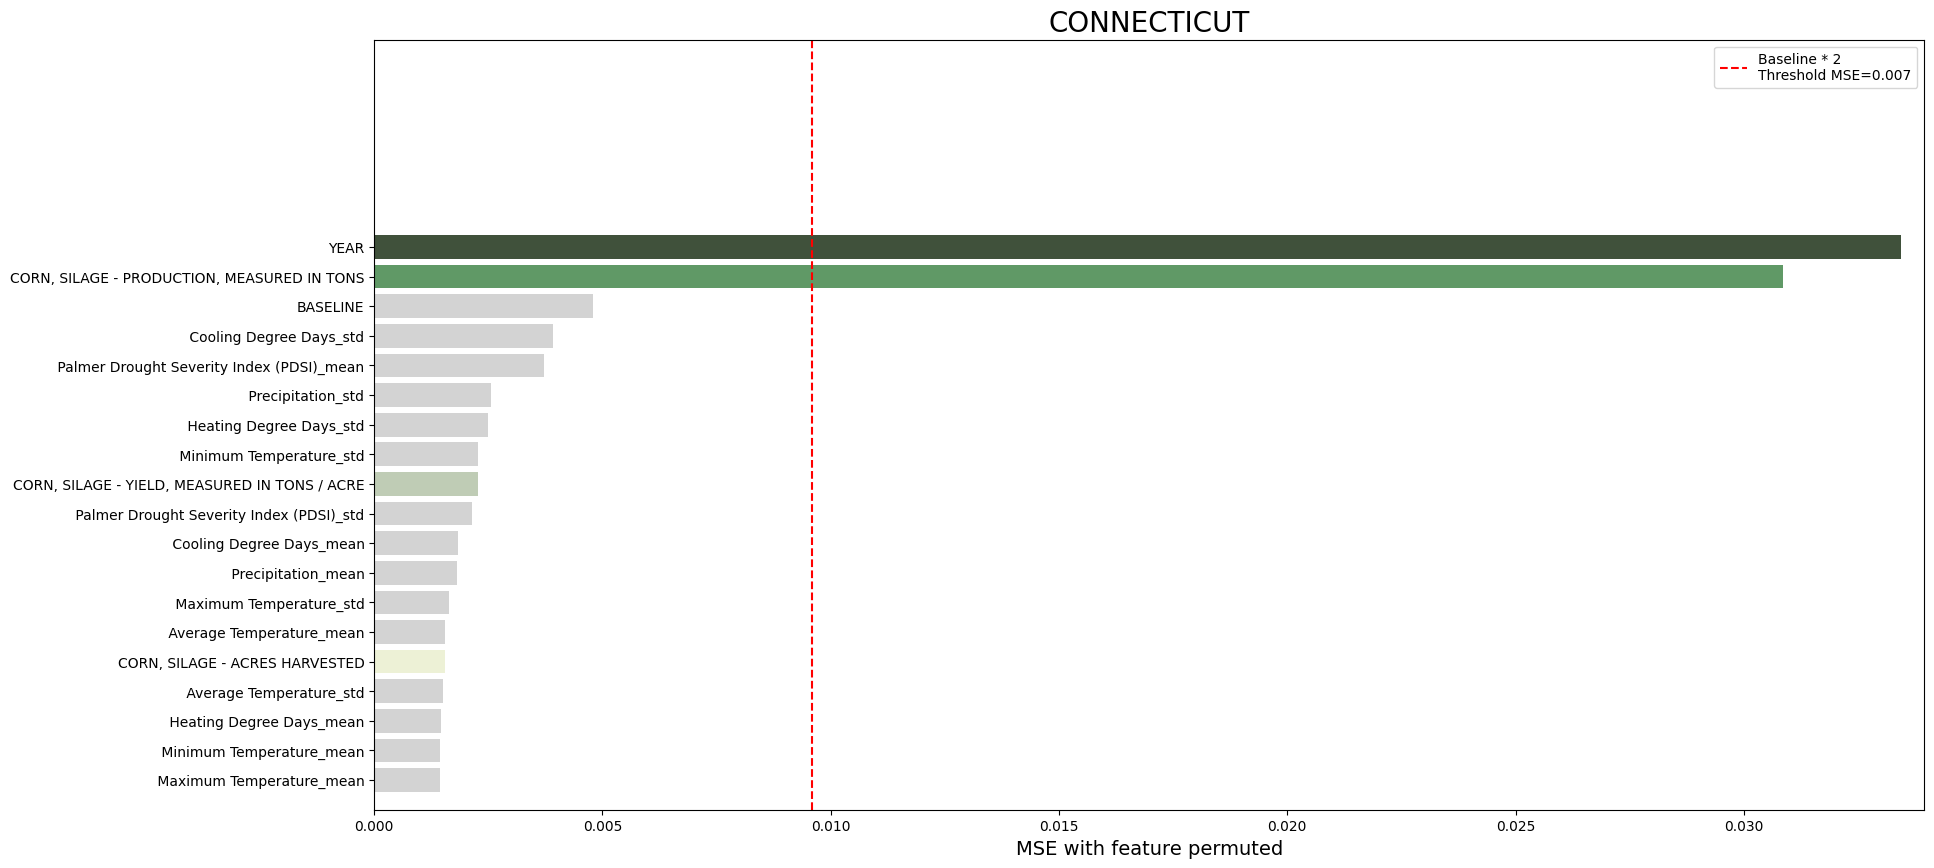 CONNECTICUT
Baseline * 2
Threshold MSE=0.007
YEAR
CORN, SILAGE - PRODUCTION, MEASURED IN TONS
BASELINE
Cooling Degree Days_std
Palmer Drought Severity Index (PDSI)_mean
Precipitation_std
Heating Degree Days_std
Minimum Temperature_std
CORN, SILAGE - YIELD, MEASURED IN TONS / ACRE
Palmer Drought Severity Index (PDSI)_std
Cooling Degree Days_mean
Precipitation_mean
Maximum Temperature_std
Average Temperature_mean
CORN, SILAGE - ACRES HARVESTED
Average Temperature_std
Heating Degree Days_mean
Minimum Temperature_mean
Maximum Temperature_mean
0.000 0.005 0.010 0.015 0.020 0.025 0.030
MSE with feature permuted